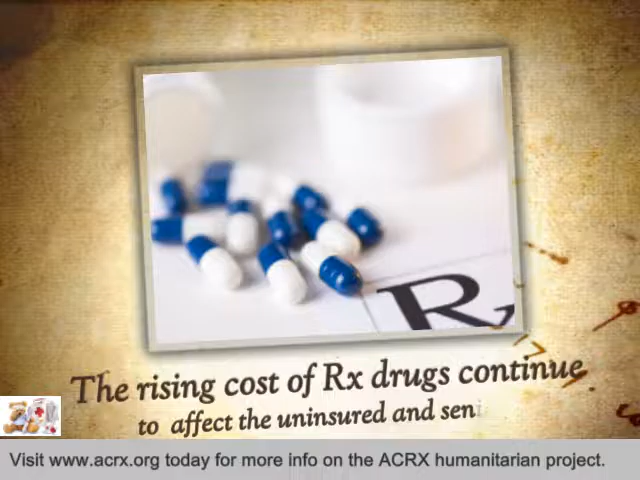 R
The rising cost of Rx drugs continue
to affect the uninsured and sen
Visit www.acrx.org today for more info on the ACRX humanitarian project.